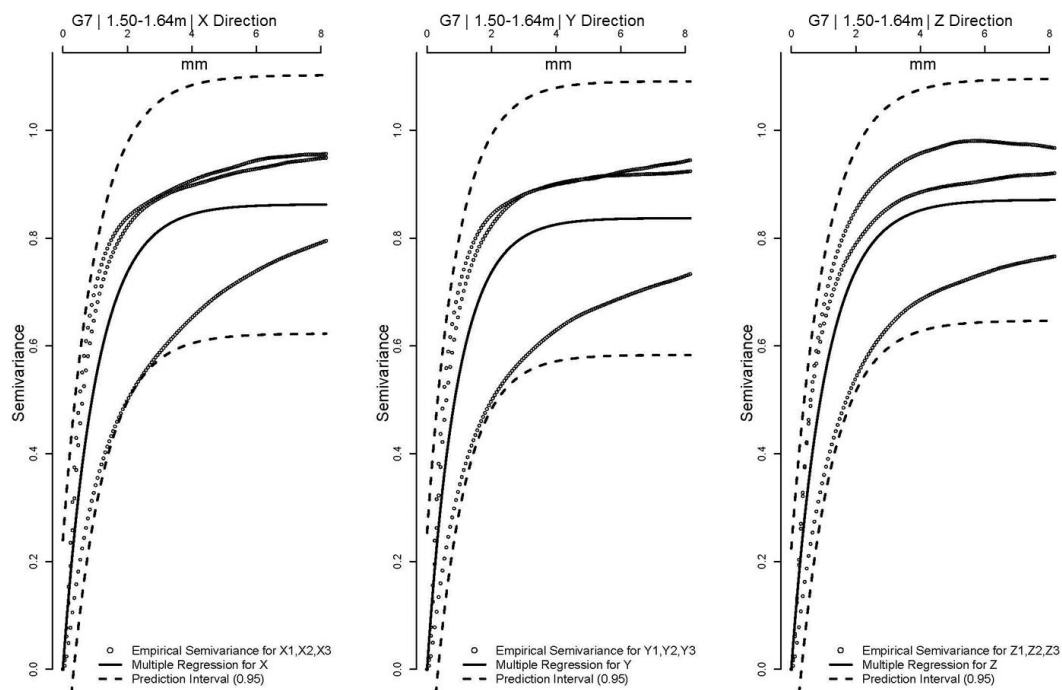 G7 | 1.50-1.64m | X Direction
0 2 4 6 8
mm
Semivariance
0.0 0.2 0.4 0.6 0.8 1.0
Empirical Semivariance for X1,X2,X3
Multiple Regression for X
Prediction Interval (0.95)
G7 | 1.50-1.64m | Y Direction
0 2 4 6 8
mm
Semivariance
0.0 0.2 0.4 0.6 0.8 1.0
Empirical Semivariance for Y1,Y2,Y3
Multiple Regression for Y
Prediction Interval (0.95)
G7 | 1.50-1.64m | Z Direction
0 2 4 6 8
mm
Semivariance
0.0 0.2 0.4 0.6 0.8 1.0
Empirical Semivariance for Z1,Z2,Z3
Multiple Regression for Z
Prediction Interval (0.95)